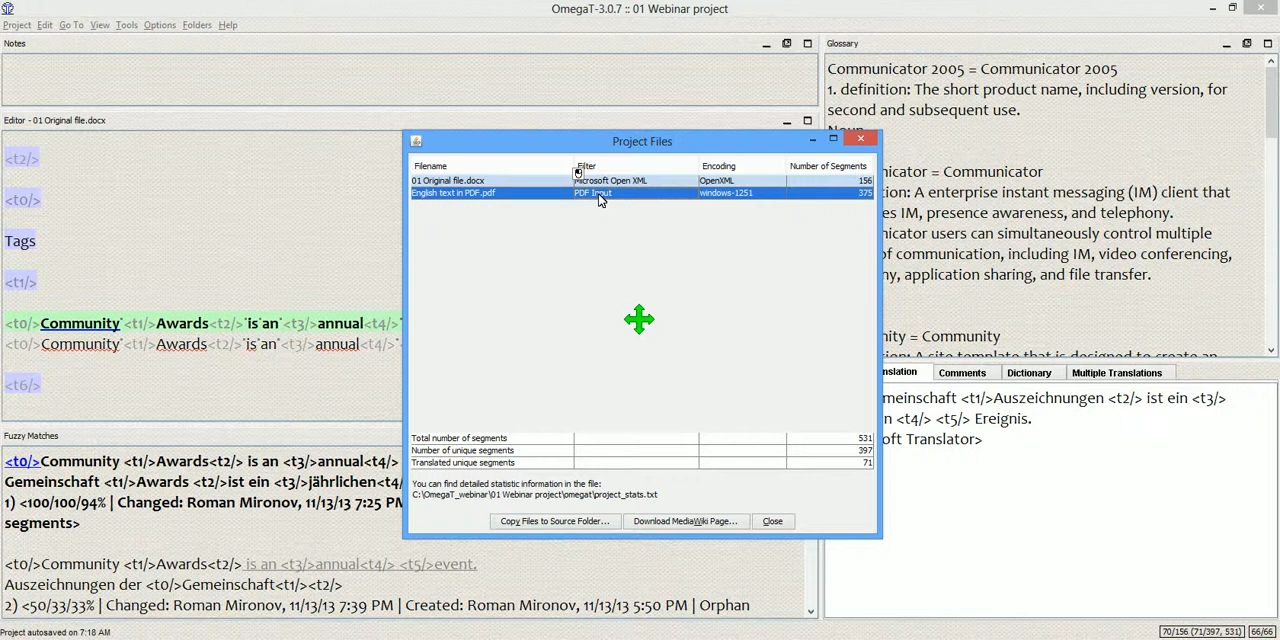 OmegaT-3.0.7 :: 01 Webinar project
Project Edit Go To View Tools Options Folders Help
Notes
Editor - 01 Original file.docx
<t2/>
<t0/>
Tags
<t1/>
<t0/>Community <t1/>Awards<t2/> is an <t3/>annual<t4/>
<t0/>Community <t1/>Awards<t2/> is an <t3/>annual<t4/>
<t6/>
Fuzzy Matches
<t0/>Community <t1/>Awards<t2/> is an <t3/>annual<t4/>
Gemeinschaft <t1/>Awards <t2/>ist ein <t3/>jährlichen<t4/
1) <100/100/94% | Changed: Roman Mironov, 11/13/13 7:25 PM
segments>
<t0/>Community <t1/>Awards<t2/> is an <t3/>annual<t4/> <t5/>event.
Auszeichnungen der <t0/>Gemeinschaft<t1/><t2/>
2) <50/33/33% | Changed: Roman Mironov, 11/13/13 7:39 PM | Created: Roman Mironov, 11/13/13 5:50 PM | Orphan
Project autosaved on 7:18 AM
Project Files
Filename Filter Encoding Number of Segments
01 Original file.docx Microsoft Open XML OpenXML 156
English text in PDF.pdf PDF Input windows-1251 375
Total number of segments 531
Number of unique segments 397
Translated unique segments 71
You can find detailed statistic information in the file:
C:\OmegaT_webinar\01 Webinar project\omegat\project_stats.txt
Copy Files to Source Folder... Download MediaWiki Page... Close
Glossary
Communicator 2005 = Communicator 2005
1. definition: The short product name, including version, for
second and subsequent use.
Noun
nicator = Communicator
ion: A enterprise instant messaging (IM) client that
es IM, presence awareness, and telephony.
nicator users can simultaneously control multiple
of communication, including IM, video conferencing,
ny, application sharing, and file transfer.
nity = Community
ion: A site template that is designed to create an
nslation Comments Dictionary Multiple Translations
meinschaft <t1/>Auszeichnungen <t2/> ist ein <t3/>
n <t4/> <t5/> Ereignis.
oft Translator>
70/156 (71/397, 531) 66/66